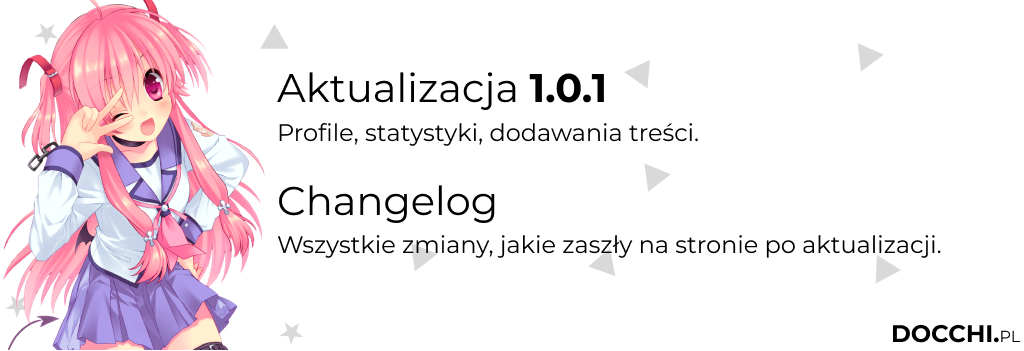 Aktualizacja 1.0.1
Profile, statystyki, dodawania treści.
Changelog
Wszystkie zmiany, jakie zaszły na stronie po aktualizacji.
DOCCHI.PL